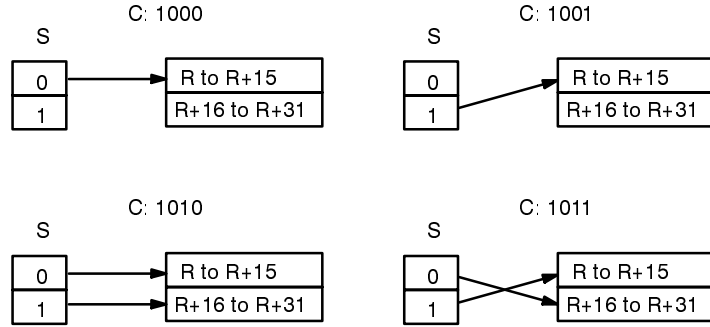 C: 1000
S
0
1
R to R+15
R+16 to R+31
C: 1001
S
0
1
R to R+15
R+16 to R+31
C: 1010
S
0
1
R to R+15
R+16 to R+31
C: 1011
S
0
1
R to R+15
R+16 to R+31